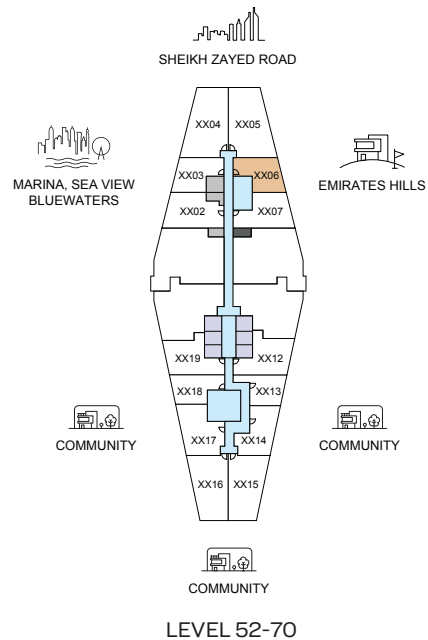 SHEIKH ZAYED ROAD
XX04
XX05
MARINA, SEA VIEW
BLUEWATERS
XX03
XX06
EMIRATES HILLS
XX02
XX07
XX19
XX12
XX18
XX13
COMMUNITY
XX17
XX14
COMMUNITY
XX16
XX15
COMMUNITY
LEVEL 52-70